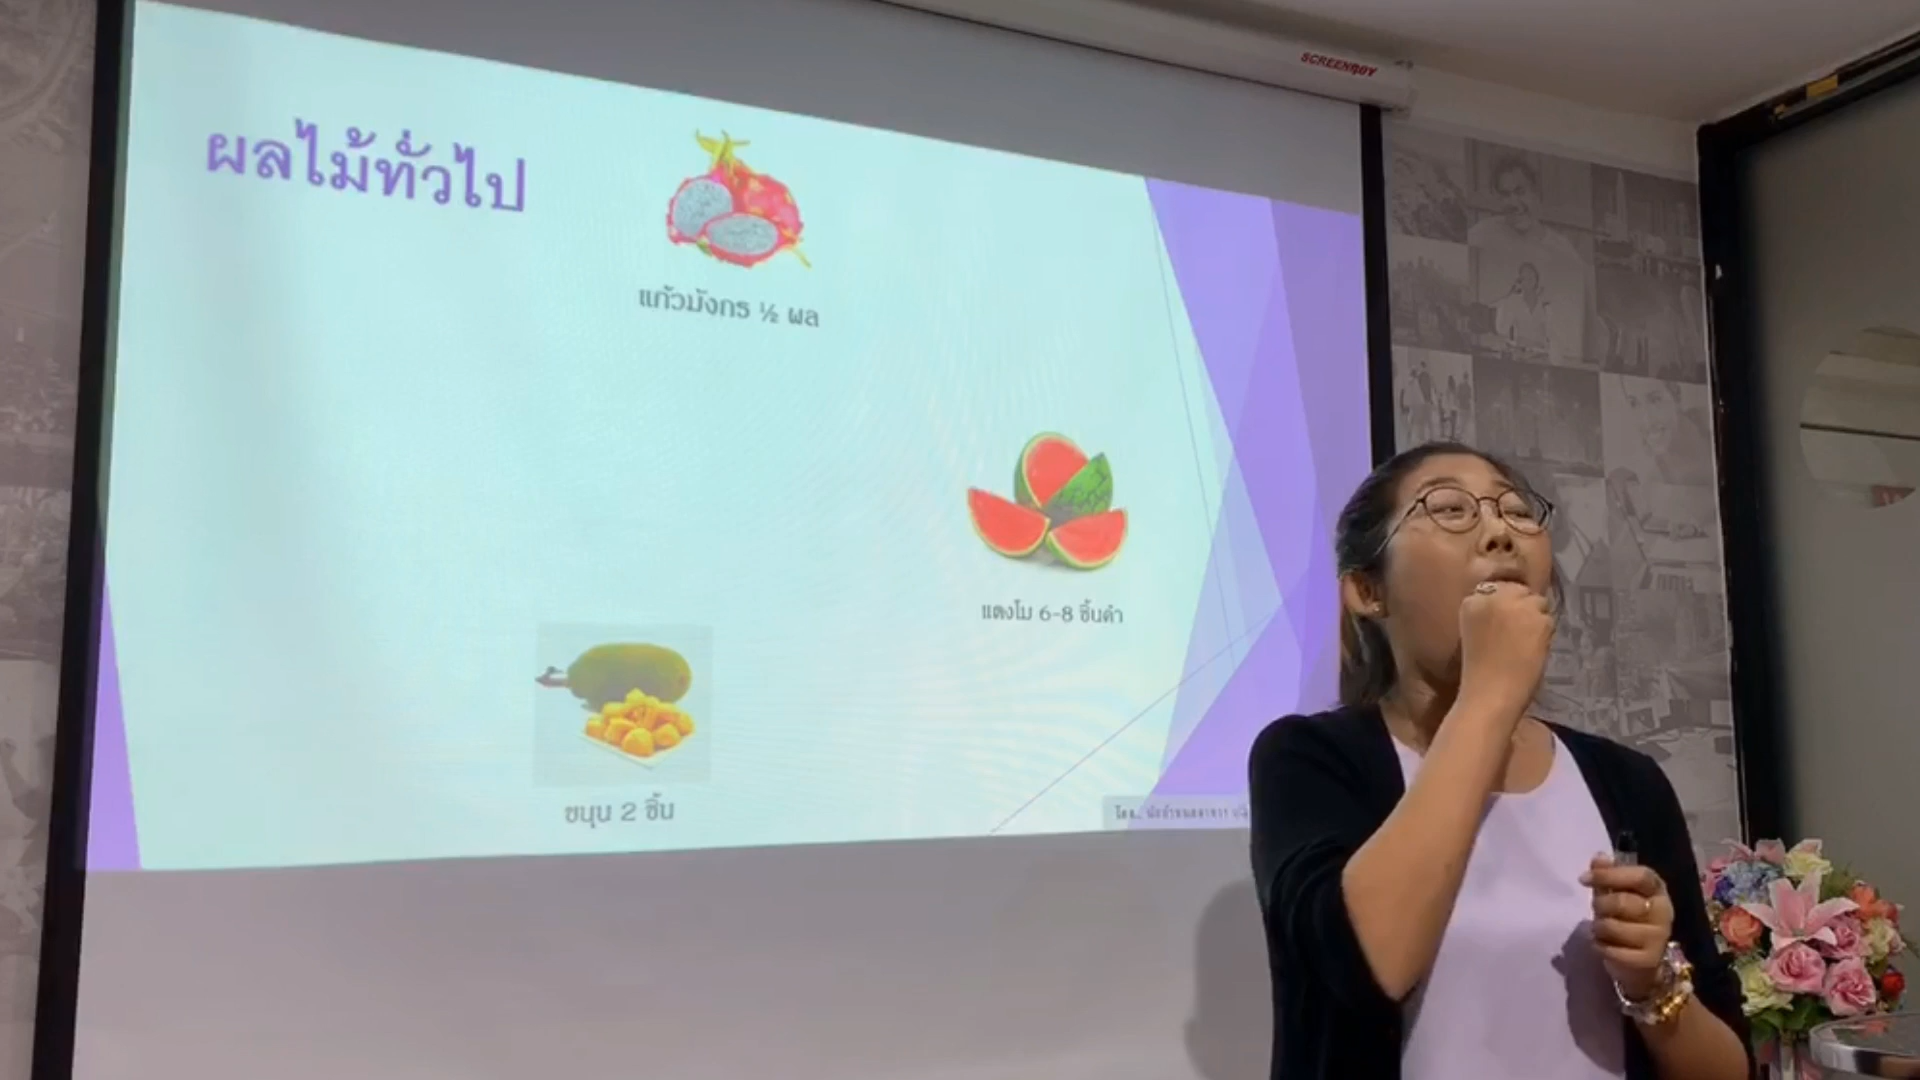 SCREENBOY
ผลไม้ทั่วไป
แก้วมังกร ½ ผล
แตงโม 6-8 ชิ้นคำ
ขนุน 2 ชิ้น